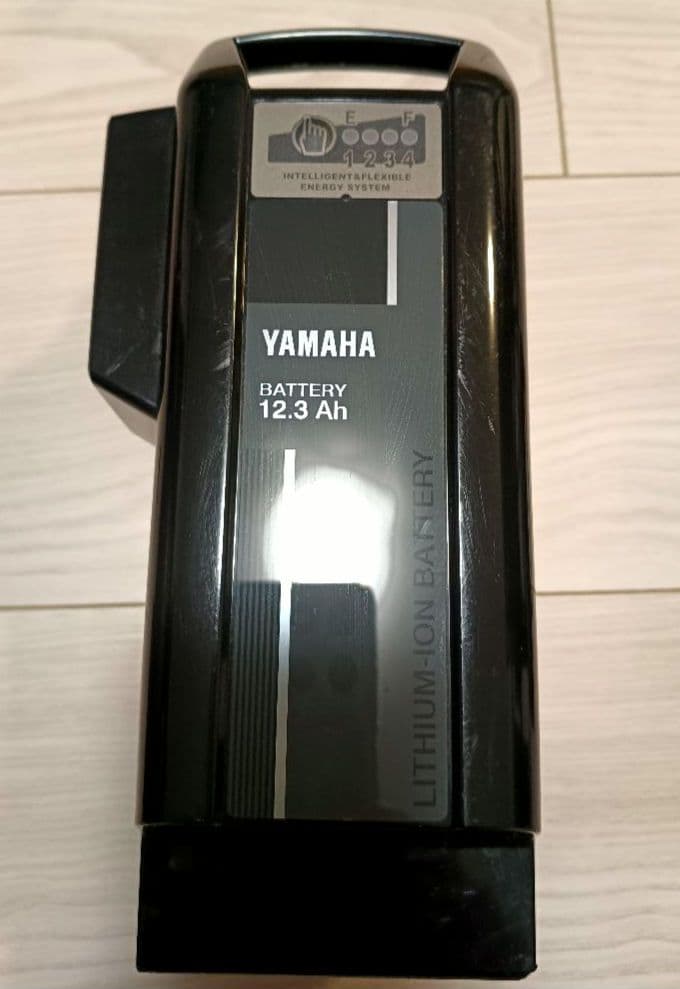 E F
1 2 3 4
INTELLIGENT&FLEXIBLE
ENERGY SYSTEM
YAMAHA
BATTERY
12.3 Ah
LITHIUM-ION BATTERY